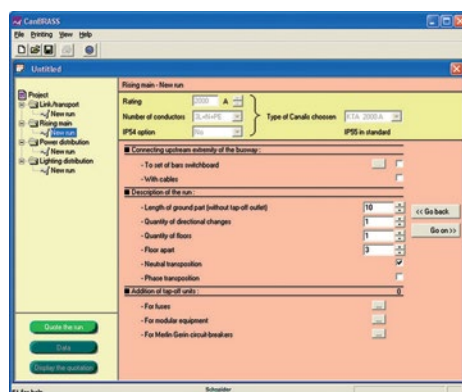 CanBRASS
File Printing View Help
Untitled
Project
Link/transport
New run
Rising main
New run
Power distribution
New run
Lighting distribution
New run
Quote the run
Data
Display the quotation
Rising main - New run
Rating 2000 A
Number of conductors 3L+N+PE Type of Canalis choosen KTA 2000 A
IP54 option No IP55 in standard
Connecting upstream extremity of the busway :
- To set of bars switchboard ...
- With cables
Description of the run :
- Length of ground part (without tap-off outlet) 10
- Quantity of directional changes 1
- Quantity of floors 1
- Floor apart 3
- Neutral transposition
- Phase transposition
Addition of tap-off units : 0
- For fuses ...
- For modular equipment ...
- For Merlin Gerin circuit-breakers ...
<< Go back
Go on >>
F1 for help
Schneider